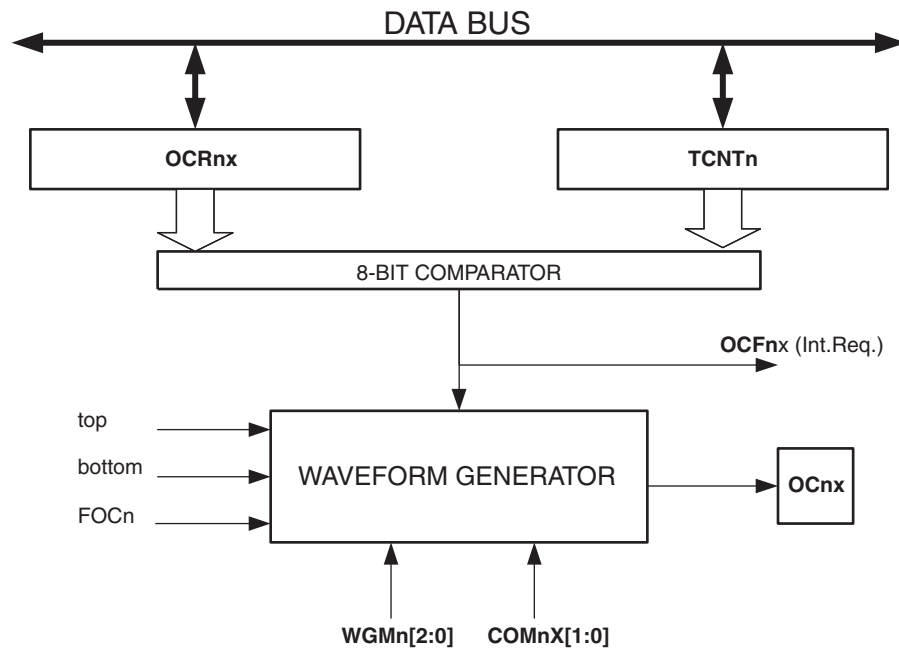 DATA BUS
OCRnx
TCNTn
8-BIT COMPARATOR
OCFnx (Int.Req.)
top
bottom
FOCn
WAVEFORM GENERATOR
OCnx
WGMn[2:0]
COMnX[1:0]